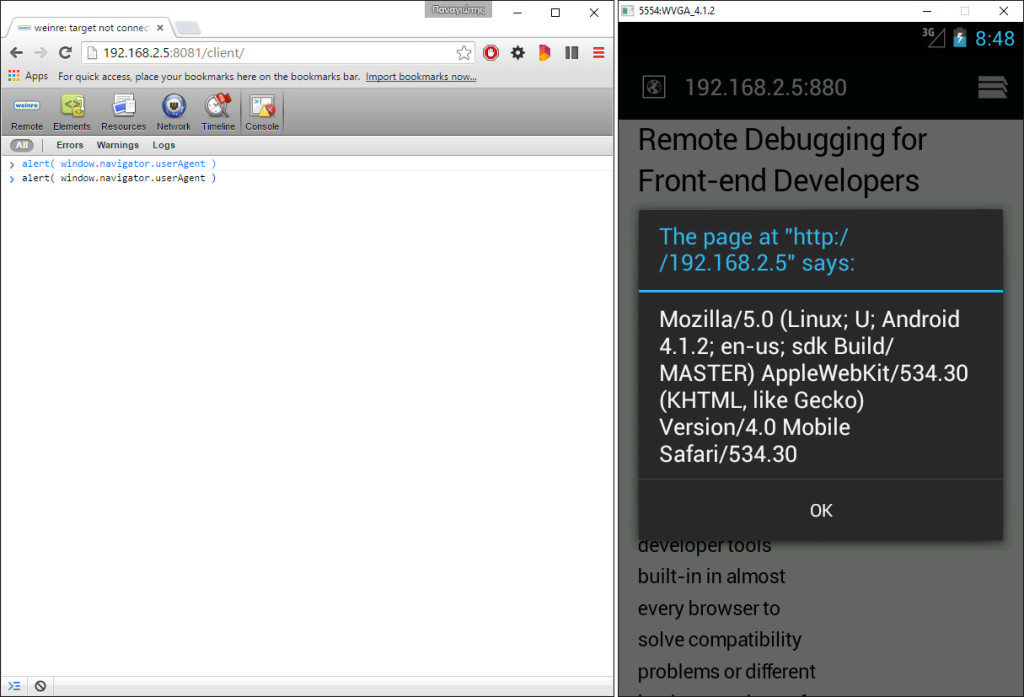 Παναγιώτης
weinre: target not connec
192.168.2.5:8081/client/
Apps For quick access, place your bookmarks here on the bookmarks bar. Import bookmarks now...
weinre
Remote Elements Resources Network Timeline Console
All Errors Warnings Logs
> alert( window.navigator.userAgent )
> alert( window.navigator.userAgent )
5554:WVGA_4.1.2
3G 8:48
192.168.2.5:880
Remote Debugging for
Front-end Developers
The page at "http:/
/192.168.2.5" says:
Mozilla/5.0 (Linux; U; Android
4.1.2; en-us; sdk Build/
MASTER) AppleWebKit/534.30
(KHTML, like Gecko)
Version/4.0 Mobile
Safari/534.30
OK
developer tools
built-in in almost
every browser to
solve compatibility
problems or different